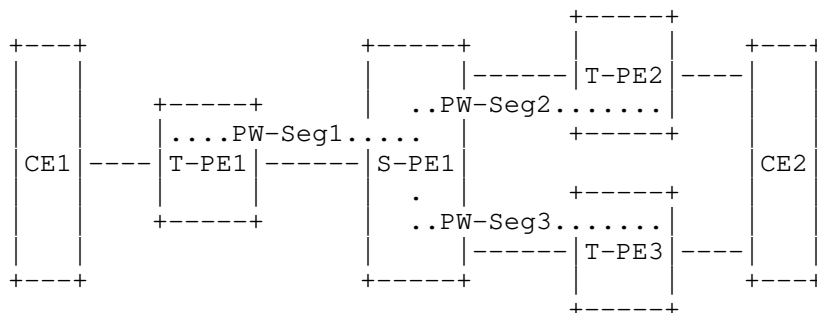 T-PE2
..PW-Seg2.......
....PW-Seg1.....
CE1 T-PE1 S-PE1 CE2
.
..PW-Seg3.......
T-PE3